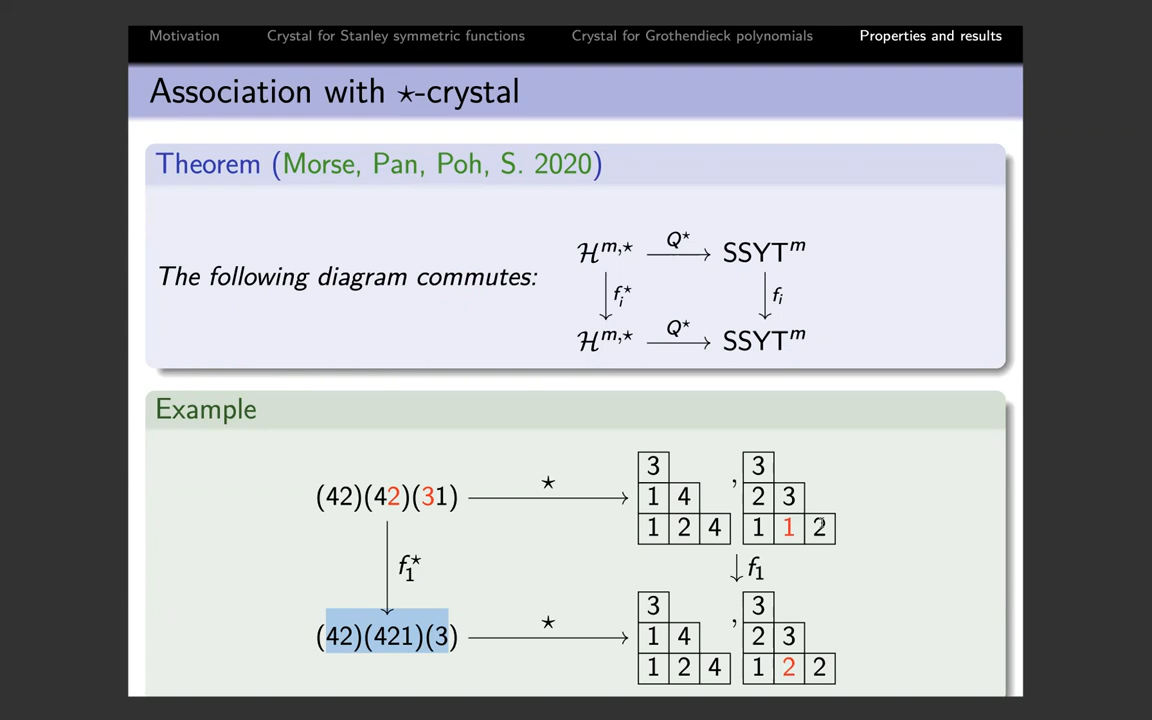 Motivation Crystal for Stanley symmetric functions Crystal for Grothendieck polynomials Properties and results
Association with ⋆-crystal
Theorem (Morse, Pan, Poh, S. 2020)
The following diagram commutes:
ℋ^{m,⋆} Q^⋆ SSYT^m
f_i^⋆ f_i
ℋ^{m,⋆} Q^⋆ SSYT^m
Example
3 3
(42)(42)(31) ⋆ 1 4 , 2 3
1 2 4 1 1 2
f_1^⋆ f_1
3 3
(42)(421)(3) ⋆ 1 4 , 2 3
1 2 4 1 2 2